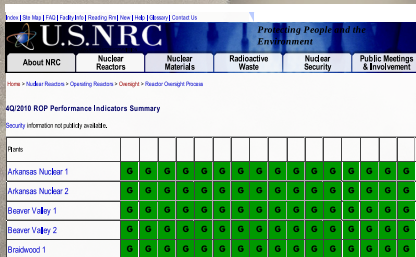 Index | Site Map | FAQ | Facility Info | Reading Rm | New | Help | Glossary | Contact Us
U.S.NRC Protecting People and the Environment
About NRC Nuclear Reactors Nuclear Materials Radioactive Waste Nuclear Security Public Meetings & Involvement
Home > Nuclear Reactors > Operating Reactors > Oversight > Reactor Oversight Process
4Q/2010 ROP Performance Indicators Summary
Security information not publicly available.
Plants
Arkansas Nuclear 1 G G G G G G G G G G G G G G G
Arkansas Nuclear 2 G G G G G G G G G G G G G G G
Beaver Valley 1 G G G G G G G G G G G G G G G
Beaver Valley 2 G G G G G G G G G G G G G G G
Braidwood 1 G G G G G G G G G G G G G G G